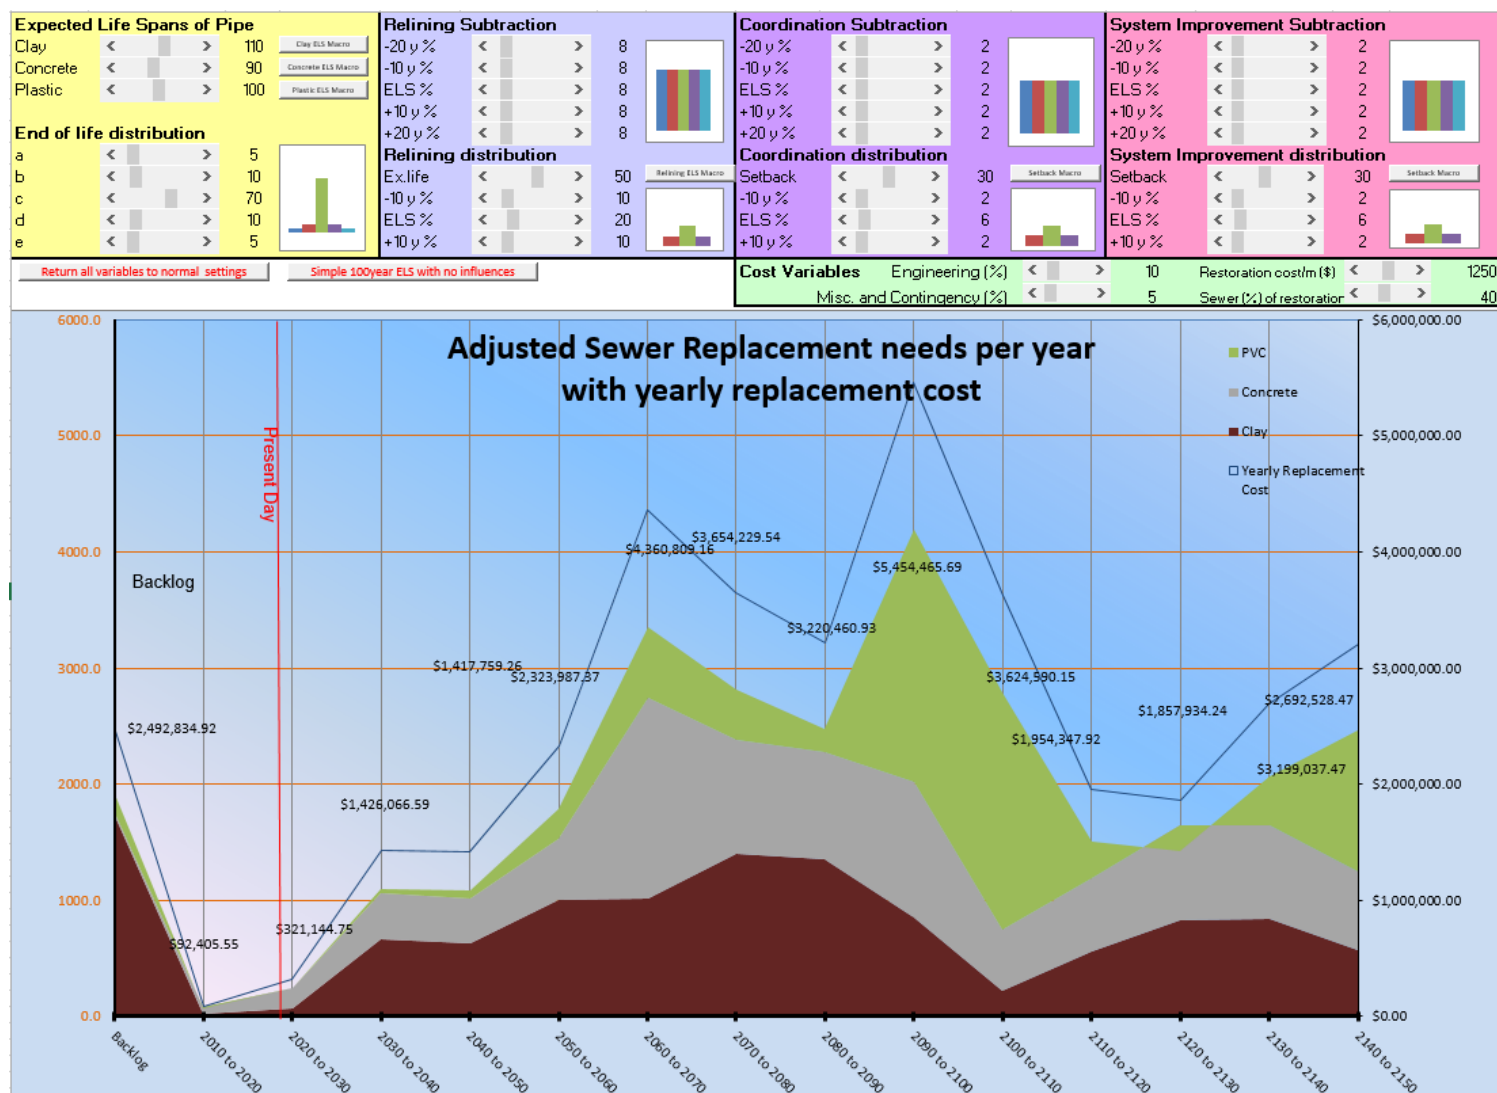 Expected Life Spans of Pipe
Clay 110 Clay ELS Macro
Concrete 90 Concrete ELS Macro
Plastic 100 Plastic ELS Macro
End of life distribution
a 5
b 10
c 70
d 10
e 5
Relining Subtraction
-20 y % 8
-10 y % 8
ELS % 8
+10 y % 8
+20 y % 8
Relining distribution
Ex.life 50 Relining ELS Macro
-10 y % 10
ELS % 20
+10 y % 10
Coordination Subtraction
-20 y % 2
-10 y % 2
ELS % 2
+10 y % 2
+20 y % 2
Coordination distribution
Setback 30 Setback Macro
-10 y % 2
ELS % 6
+10 y % 2
System Improvement Subtraction
-20 y % 2
-10 y % 2
ELS % 2
+10 y % 2
+20 y % 2
System Improvement distribution
Setback 30 Setback Macro
-10 y % 2
ELS % 6
+10 y % 2
Return all variables to normal settings
Simple 100year ELS with no influences
Cost Variables Engineering (%) 10 Restoration cost/m ($) 1250
Misc. and Contingency (%) 5 Sewer (%) of restoration 40
Adjusted Sewer Replacement needs per year
with yearly replacement cost
PVC
Concrete
Clay
Yearly Replacement
Cost
6000.0
5000.0
4000.0
3000.0
2000.0
1000.0
0.0
$6,000,000.00
$5,000,000.00
$4,000,000.00
$3,000,000.00
$2,000,000.00
$1,000,000.00
$0.00
Present Day
Backlog
$2,492,834.92
$92,405.55
$321,144.75
$1,426,066.59
$1,417,759.26
$2,323,987.37
$4,360,809.16
$3,654,229.54
$3,220,460.93
$5,454,465.69
$3,624,590.15
$1,954,347.92
$1,857,934.24
$2,692,528.47
$3,199,037.47
Backlog
2010 to 2020
2020 to 2030
2030 to 2040
2040 to 2050
2050 to 2060
2060 to 2070
2070 to 2080
2080 to 2090
2090 to 2100
2100 to 2110
2110 to 2120
2120 to 2130
2130 to 2140
2140 to 2150